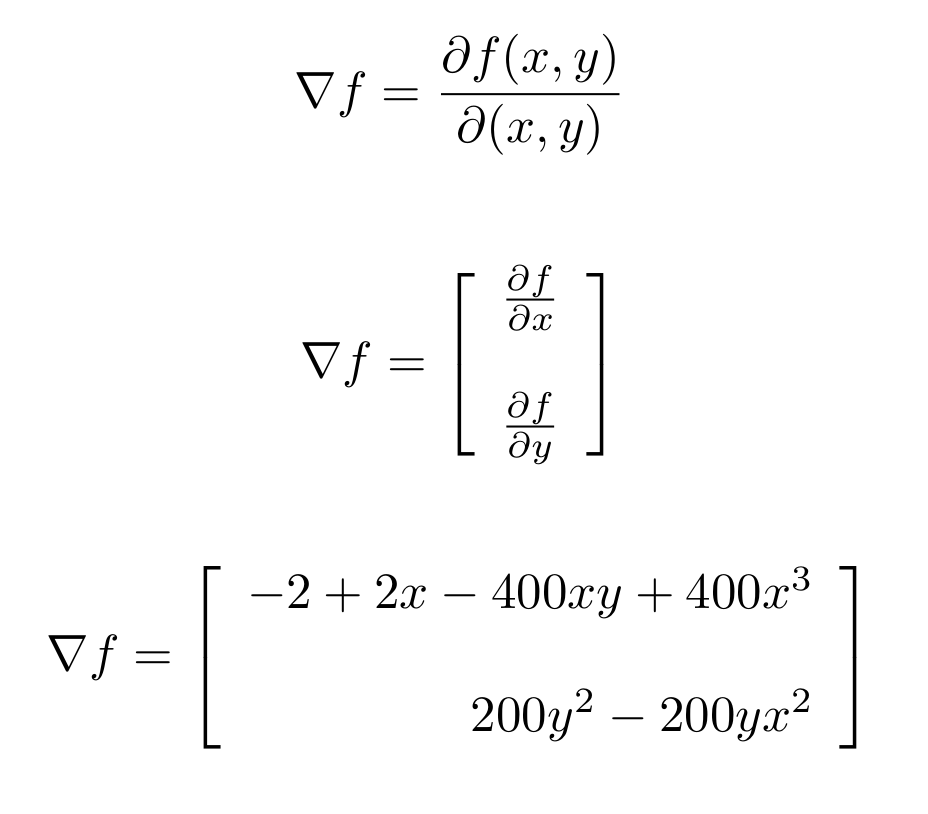 ∇f = ∂f(x, y) / ∂(x, y)
∇f = [ ∂f/∂x
∂f/∂y ]
∇f = [ −2 + 2x − 400xy + 400x³
200y² − 200yx² ]